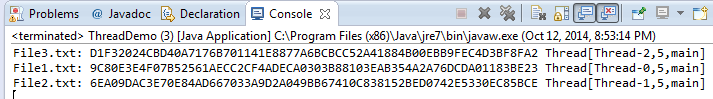 Problems @ Javadoc Declaration Console
<terminated> ThreadDemo (3) [Java Application] C:\Program Files (x86)\Java\jre7\bin\javaw.exe (Oct 12, 2014, 8:53:14 PM)
File3.txt: D1F32024CBD40A7176B701141E8877A6BCBCC52A41884B00EBB9FEC4D3BF8FA2 Thread[Thread-2,5,main]
File1.txt: 9C80E3E4F07B52561AECC2CF4ADECA0303B88103EAB354A2A76DCDA01183BE23 Thread[Thread-0,5,main]
File2.txt: 6EA09DAC3E70E84AD667033A9D2A049BB67410C838152BED0742E5330EC85BCE Thread[Thread-1,5,main]